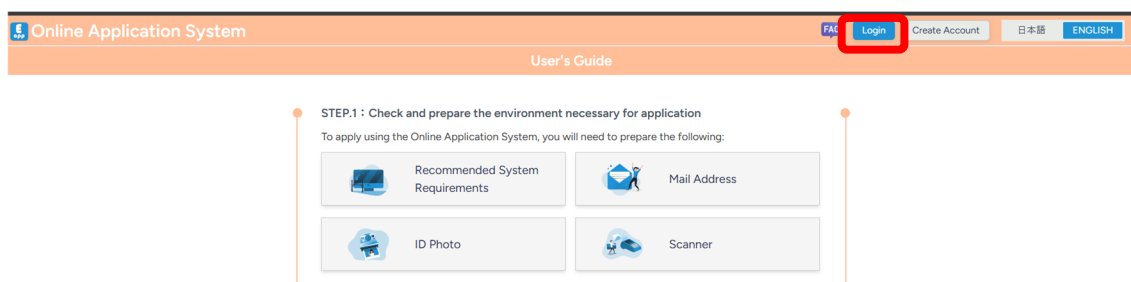 E app Online Application System
FAQ Login Create Account 日本語 ENGLISH
User's Guide
STEP.1：Check and prepare the environment necessary for application
To apply using the Online Application System, you will need to prepare the following:
Recommended System
Requirements
Mail Address
ID Photo
Scanner